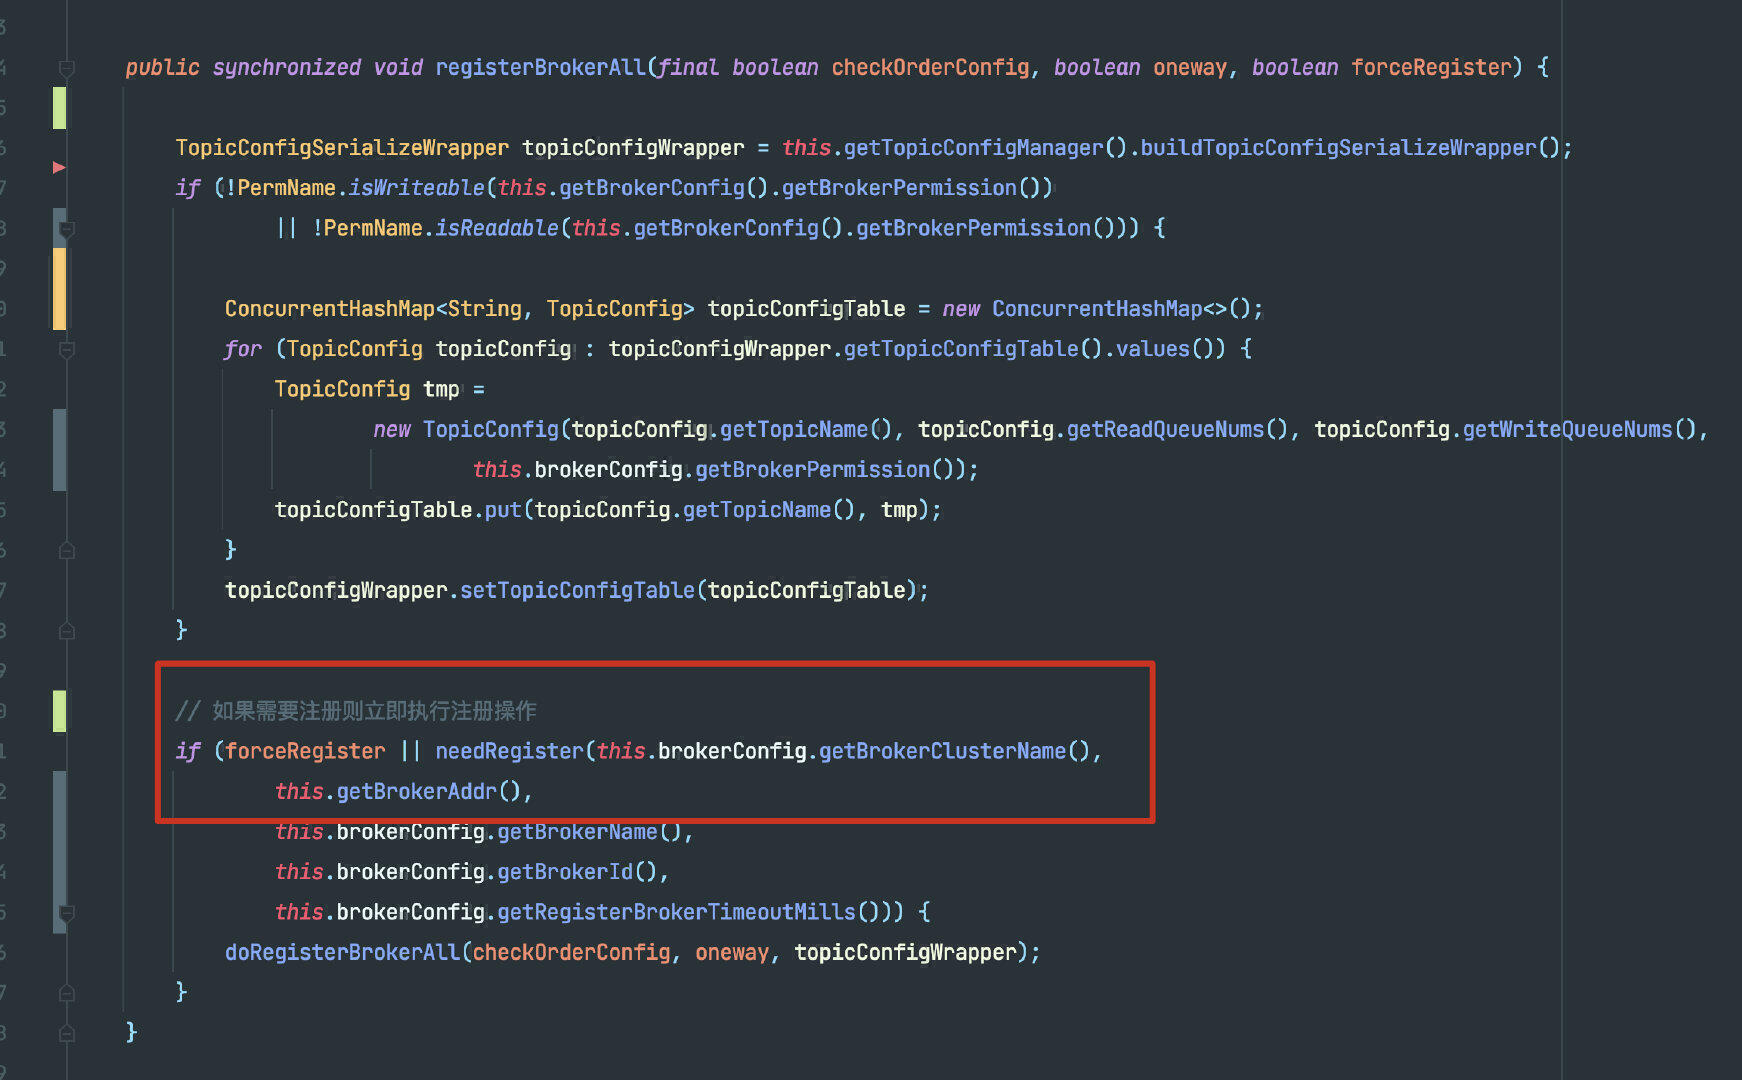 public synchronized void registerBrokerAll(final boolean checkOrderConfig, boolean oneway, boolean forceRegister) {
TopicConfigSerializeWrapper topicConfigWrapper = this.getTopicConfigManager().buildTopicConfigSerializeWrapper();
if (!PermName.isWriteable(this.getBrokerConfig().getBrokerPermission())
|| !PermName.isReadable(this.getBrokerConfig().getBrokerPermission())) {
ConcurrentHashMap<String, TopicConfig> topicConfigTable = new ConcurrentHashMap<>();
for (TopicConfig topicConfig : topicConfigWrapper.getTopicConfigTable().values()) {
TopicConfig tmp =
new TopicConfig(topicConfig.getTopicName(), topicConfig.getReadQueueNums(), topicConfig.getWriteQueueNums(),
this.brokerConfig.getBrokerPermission());
topicConfigTable.put(topicConfig.getTopicName(), tmp);
}
topicConfigWrapper.setTopicConfigTable(topicConfigTable);
}
// 如果需要注册则立即执行注册操作
if (forceRegister || needRegister(this.brokerConfig.getBrokerClusterName(),
this.getBrokerAddr(),
this.brokerConfig.getBrokerName(),
this.brokerConfig.getBrokerId(),
this.brokerConfig.getRegisterBrokerTimeoutMills())) {
doRegisterBrokerAll(checkOrderConfig, oneway, topicConfigWrapper);
}
}